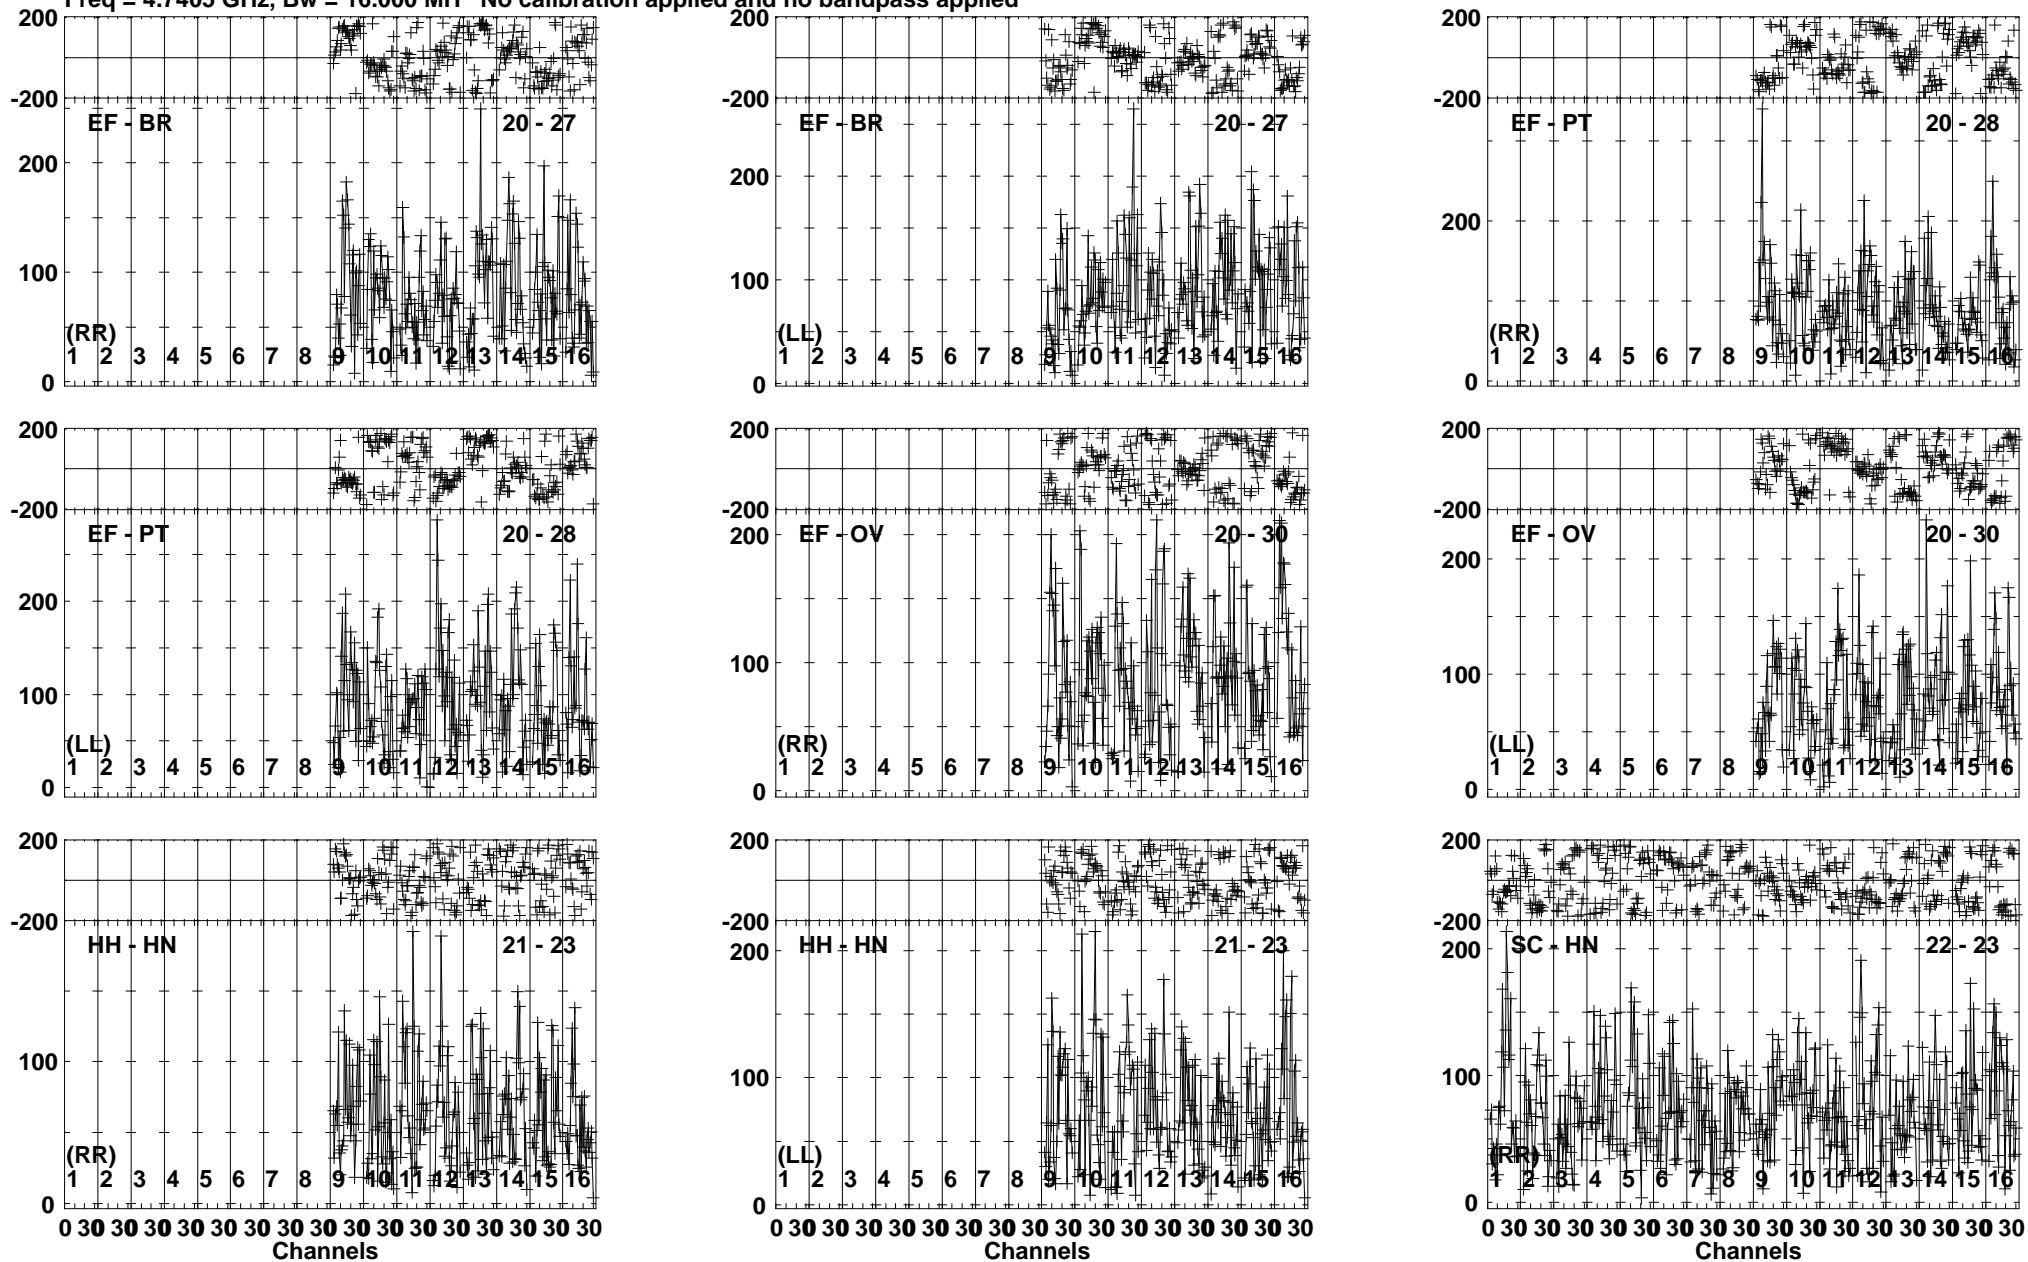 Freq = 4.7405 GHz, Bw = 16.000 MH No calibration applied and no bandpass applied
200 200 200
-200 -200 -200
EF - BR 20 - 27 EF - BR 20 - 27 EF - PT 20 - 28
200 200 200
100 100
(RR) (LL) (RR)
1 2 3 4 5 6 7 8 9 10 11 12 13 14 15 16 1 2 3 4 5 6 7 8 9 10 11 12 13 14 15 16 1 2 3 4 5 6 7 8 9 10 11 12 13 14 15 16
0 0 0
200 200 200
-200 -200 -200
EF - PT 20 - 28 EF - OV 20 - 30 EF - OV 20 - 30
200 200 200
100 100 100
(LL) (RR) (LL)
1 2 3 4 5 6 7 8 9 10 11 12 13 14 15 16 1 2 3 4 5 6 7 8 9 10 11 12 13 14 15 16 1 2 3 4 5 6 7 8 9 10 11 12 13 14 15 16
0 0 0
200 200 200
-200 -200 -200
HH - HN 21 - 23 HH - HN 21 - 23 SC - HN 22 - 23
200 200
100 100 100
(RR) (LL) (RR)
1 2 3 4 5 6 7 8 9 10 11 12 13 14 15 16 1 2 3 4 5 6 7 8 9 10 11 12 13 14 15 16 1 2 3 4 5 6 7 8 9 10 11 12 13 14 15 16
0 0 0
0 30 30 30 30 30 30 30 30 30 30 30 30 30 30 30 30 0 30 30 30 30 30 30 30 30 30 30 30 30 30 30 30 30 0 30 30 30 30 30 30 30 30 30 30 30 30 30 30 30 30
Channels Channels Channels